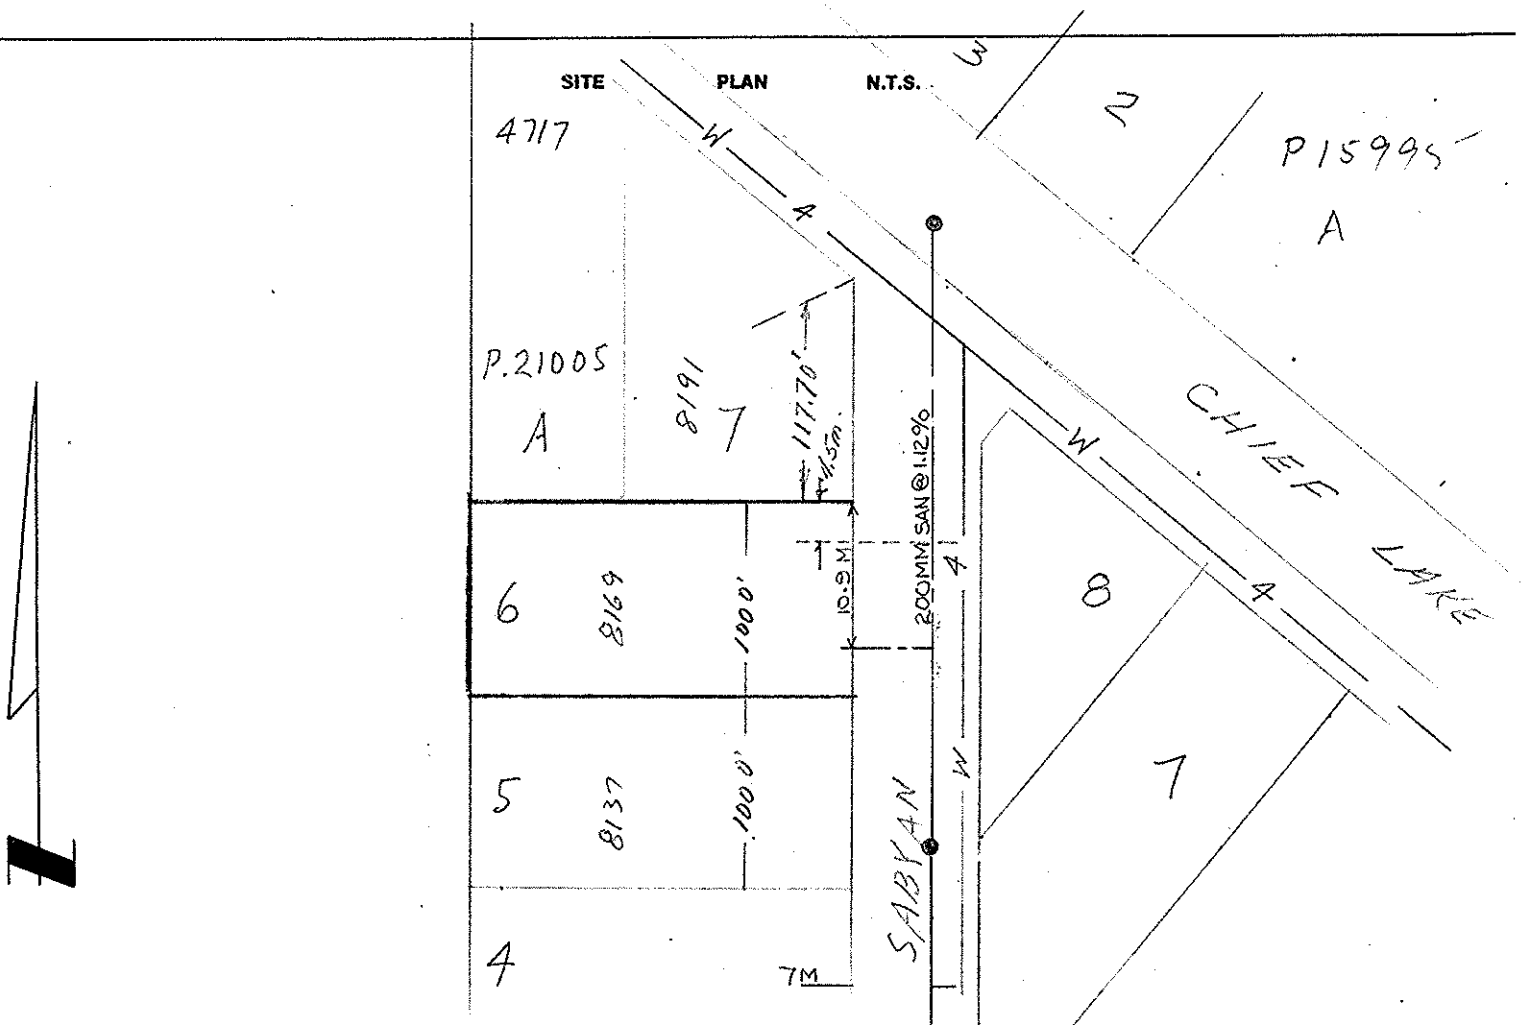 SITE PLAN N.T.S.
3
2
P15995
A
4717
W
4
P.21005
A
8191
7
117.70'
1.5m.
200MM SAN @ 1.12%
CHIEF LAKE
W
4
6
8169
100.0'
10.9 M
4
8
5
8137
100.0'
W
7
SABYAN
4
7M